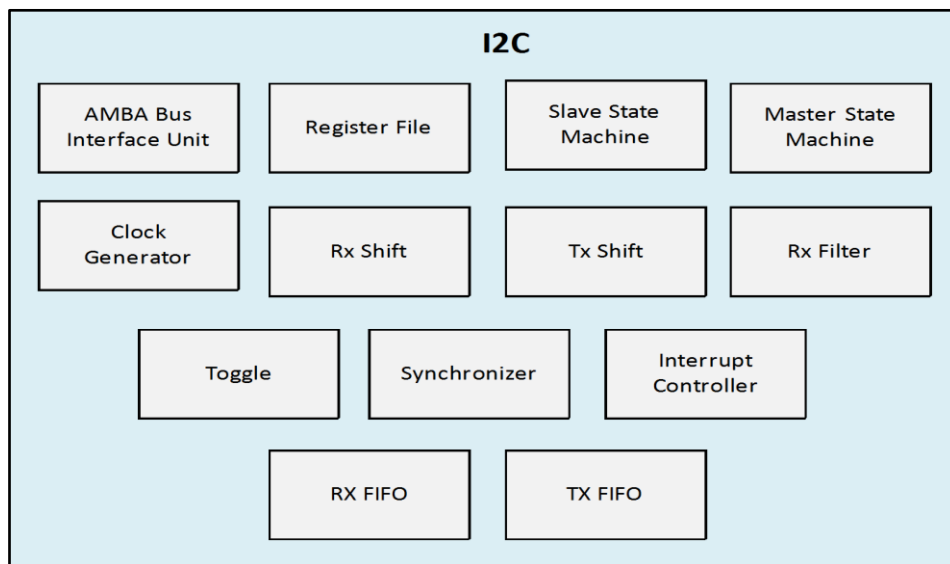 I2C
AMBA Bus
Interface Unit
Register File
Slave State
Machine
Master State
Machine
Clock
Generator
Rx Shift
Tx Shift
Rx Filter
Toggle
Synchronizer
Interrupt
Controller
RX FIFO
TX FIFO